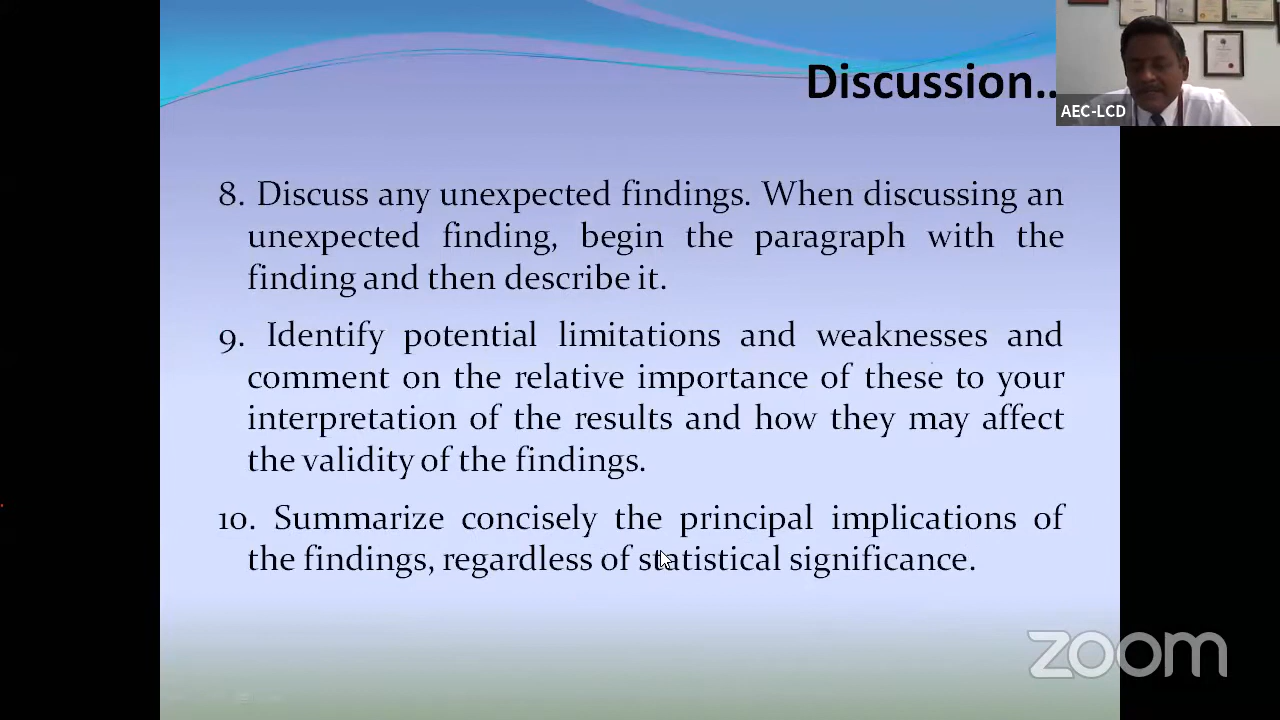 Discussion..
AEC-LCD
8. Discuss any unexpected findings. When discussing an
unexpected finding, begin the paragraph with the
finding and then describe it.
9. Identify potential limitations and weaknesses and
comment on the relative importance of these to your
interpretation of the results and how they may affect
the validity of the findings.
10. Summarize concisely the principal implications of
the findings, regardless of statistical significance.
zoom